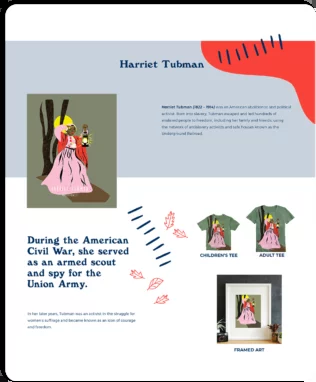 Harriet Tubman
Harriet Tubman (1822 - 1914) was an American abolitionist and political
activist. Born into slavery, Tubman escaped and led hundreds of
enslaved people to freedom, including her family and friends, using
the network of antislavery activists and safe houses known as the
Underground Railroad.
During the American
Civil War, she served
as an armed scout
and spy for the
Union Army.
CHILDREN'S TEE
ADULT TEE
In her later years, Tubman was an activist in the struggle for
women's suffrage and became known as an icon of courage
and freedom.
FRAMED ART